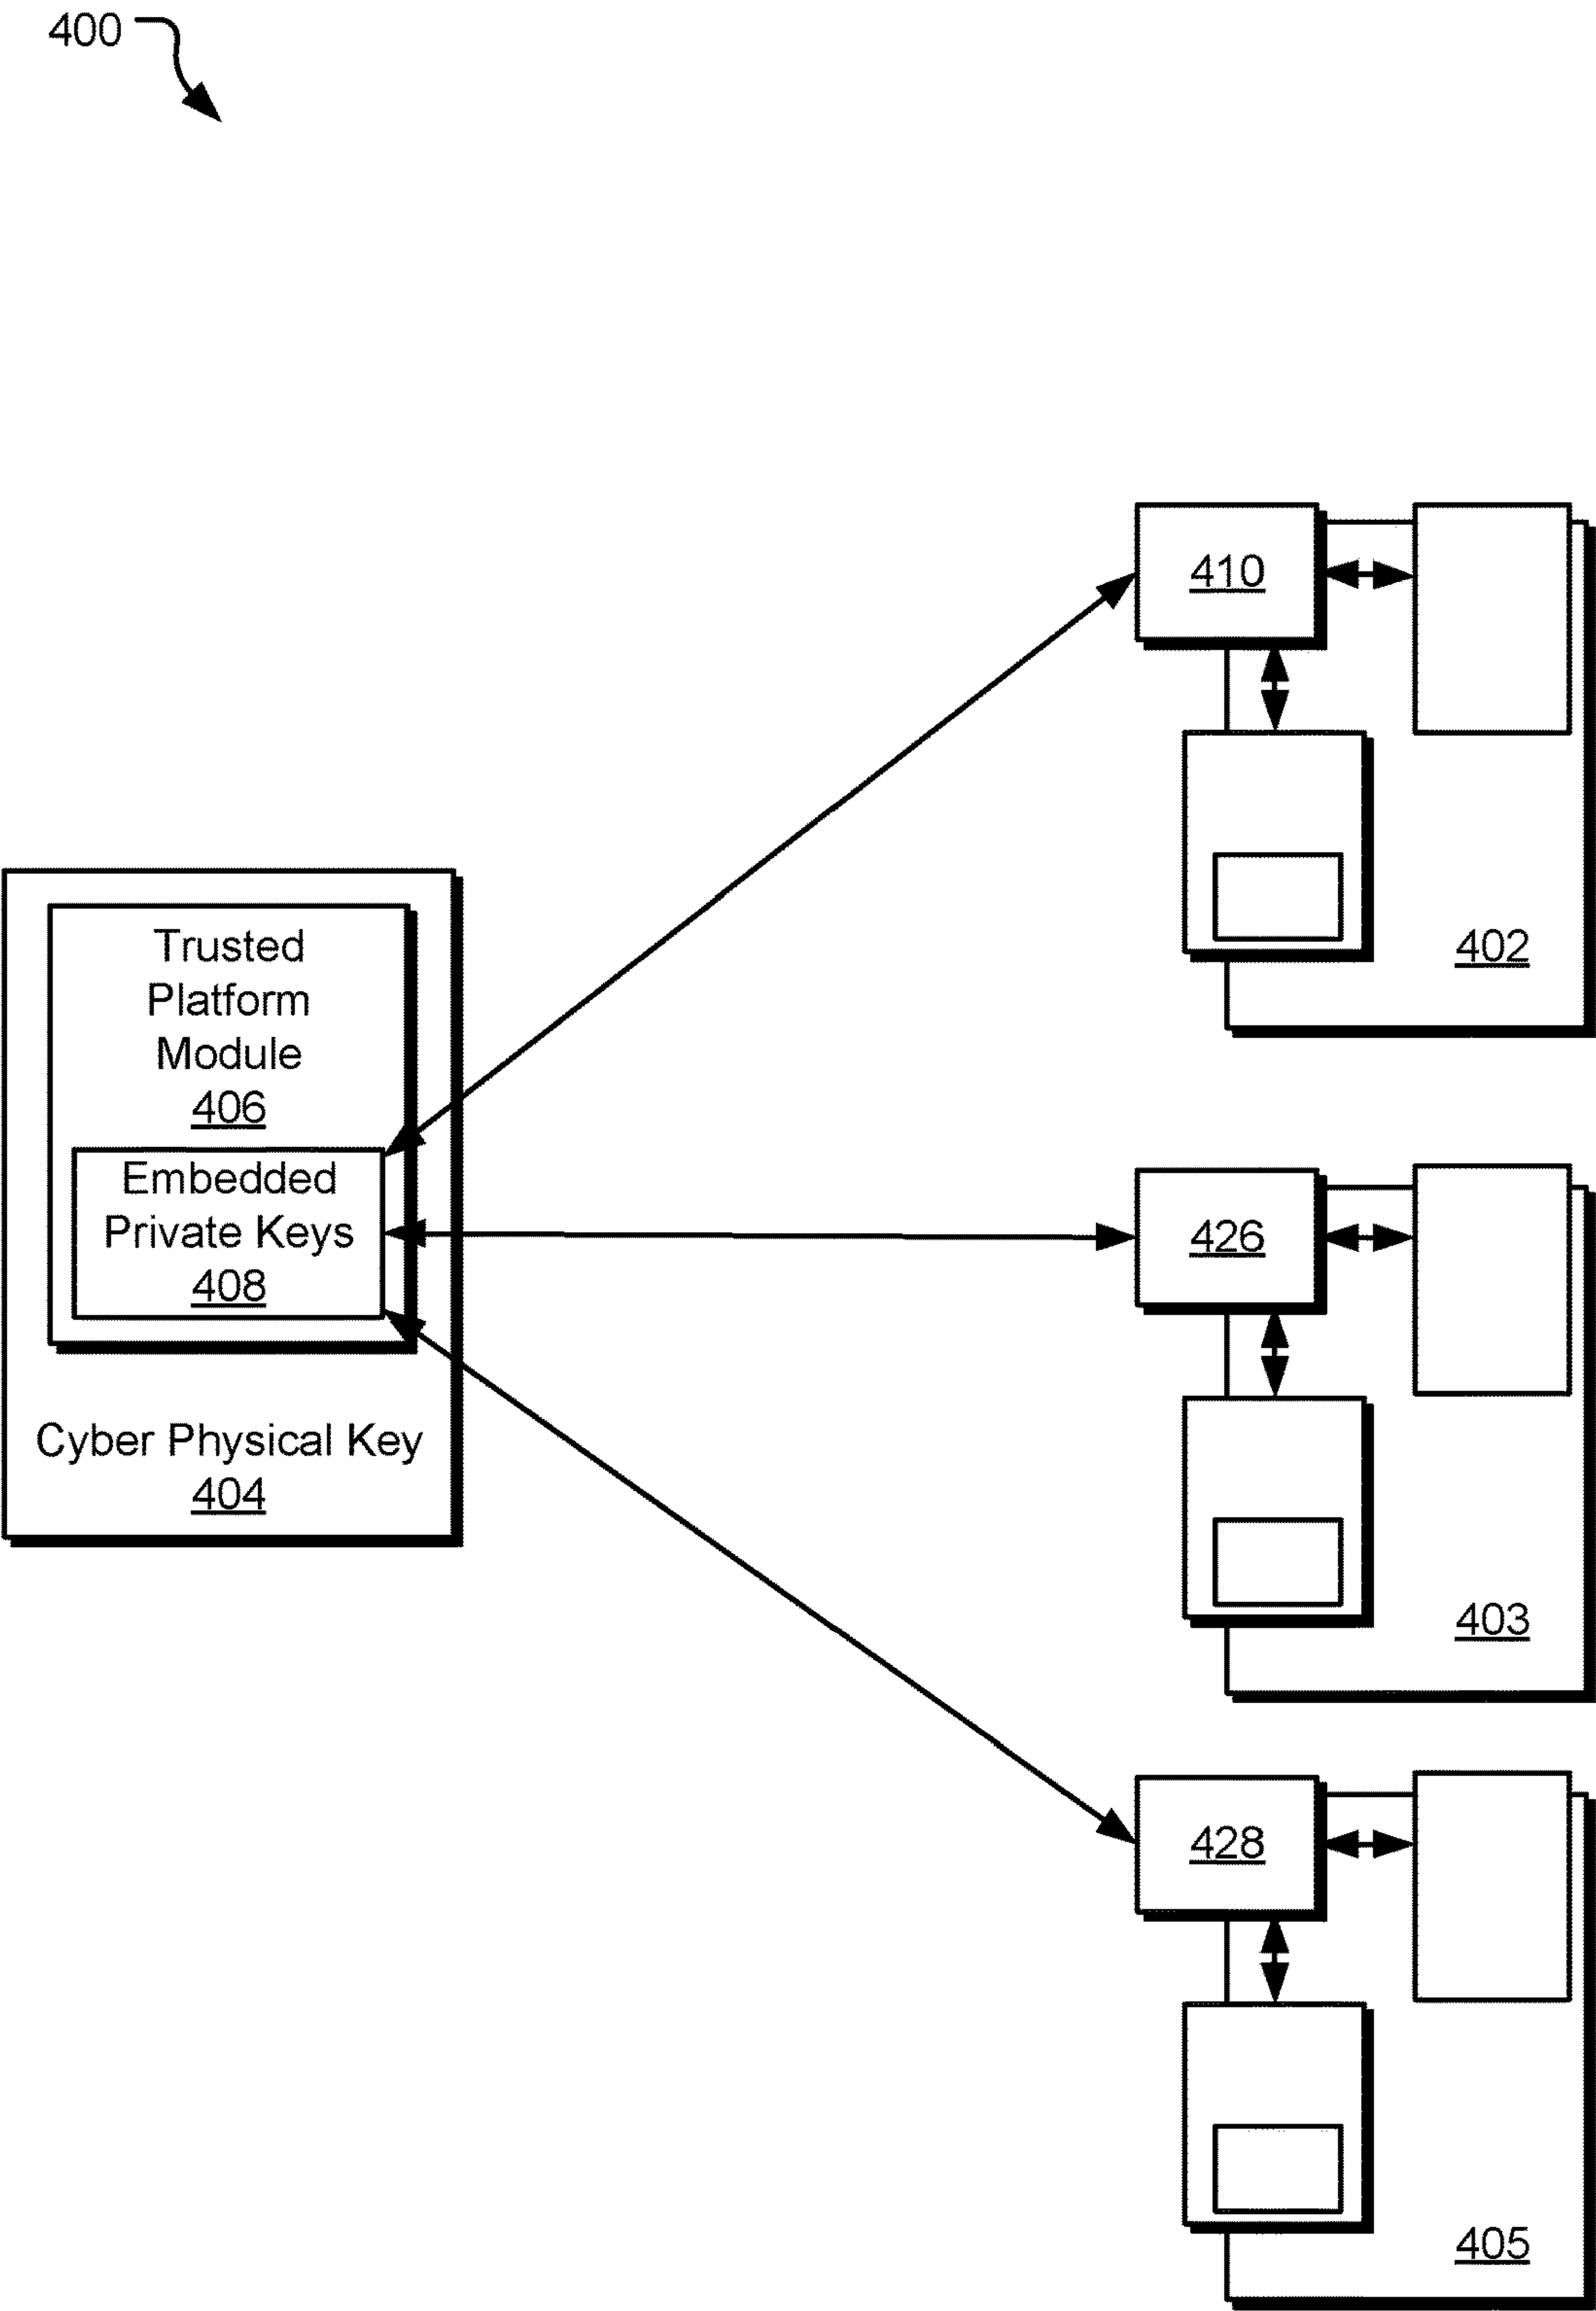 400
410
402
Trusted
Platform
Module
406
Embedded
Private Keys
408
Cyber Physical Key
404
426
403
428
405